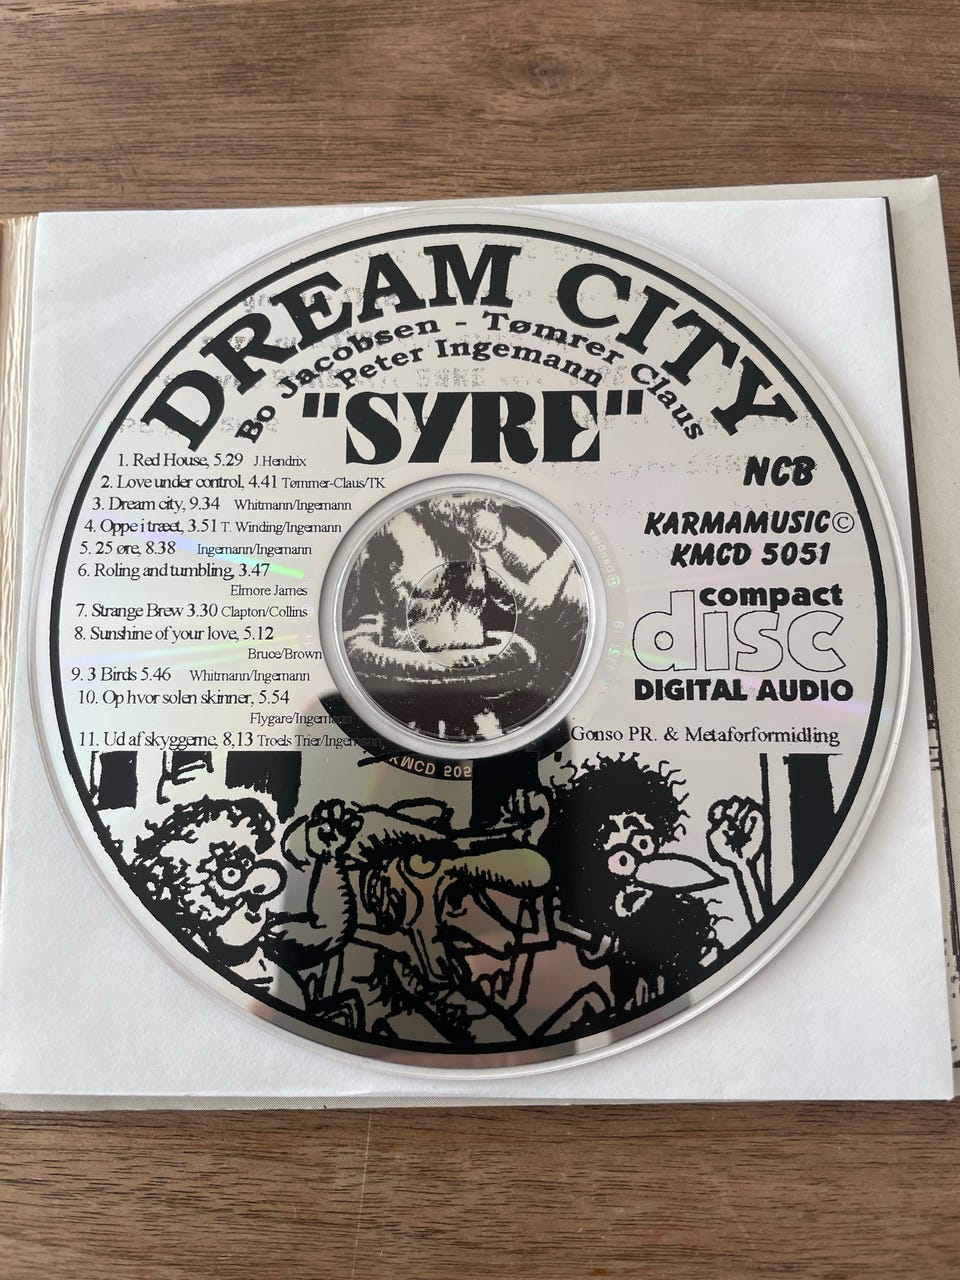 DREAM CITY
Bo Jacobsen - Tømrer Claus
Peter Ingemann
"SYRE"
1. Red House, 5.29 J.Hendrix
2. Love under control, 4.41 Tømmer-Claus/TK
3. Dream city, 9.34 Whitmann/Ingemann
4. Oppe i træet, 3.51 T. Winding/Ingemann
5. 25 øre, 8.38 Ingemann/Ingemann
6. Roling and tumbling, 3.47
Elmore James
7. Strange Brew 3.30 Clapton/Collins
8. Sunshine of your love, 5.12
Bruce/Brown
9. 3 Birds 5.46 Whitmann/Ingemann
10. Op hvor solen skinner, 5.54
Flygare/Ingemann
11. Ud af skyggerne, 8,13 Troels Trier/Ingemann
NCB
KARMAMUSIC©
KMCD 5051
compact
disc
DIGITAL AUDIO
Gonso PR. & Metaforformidling